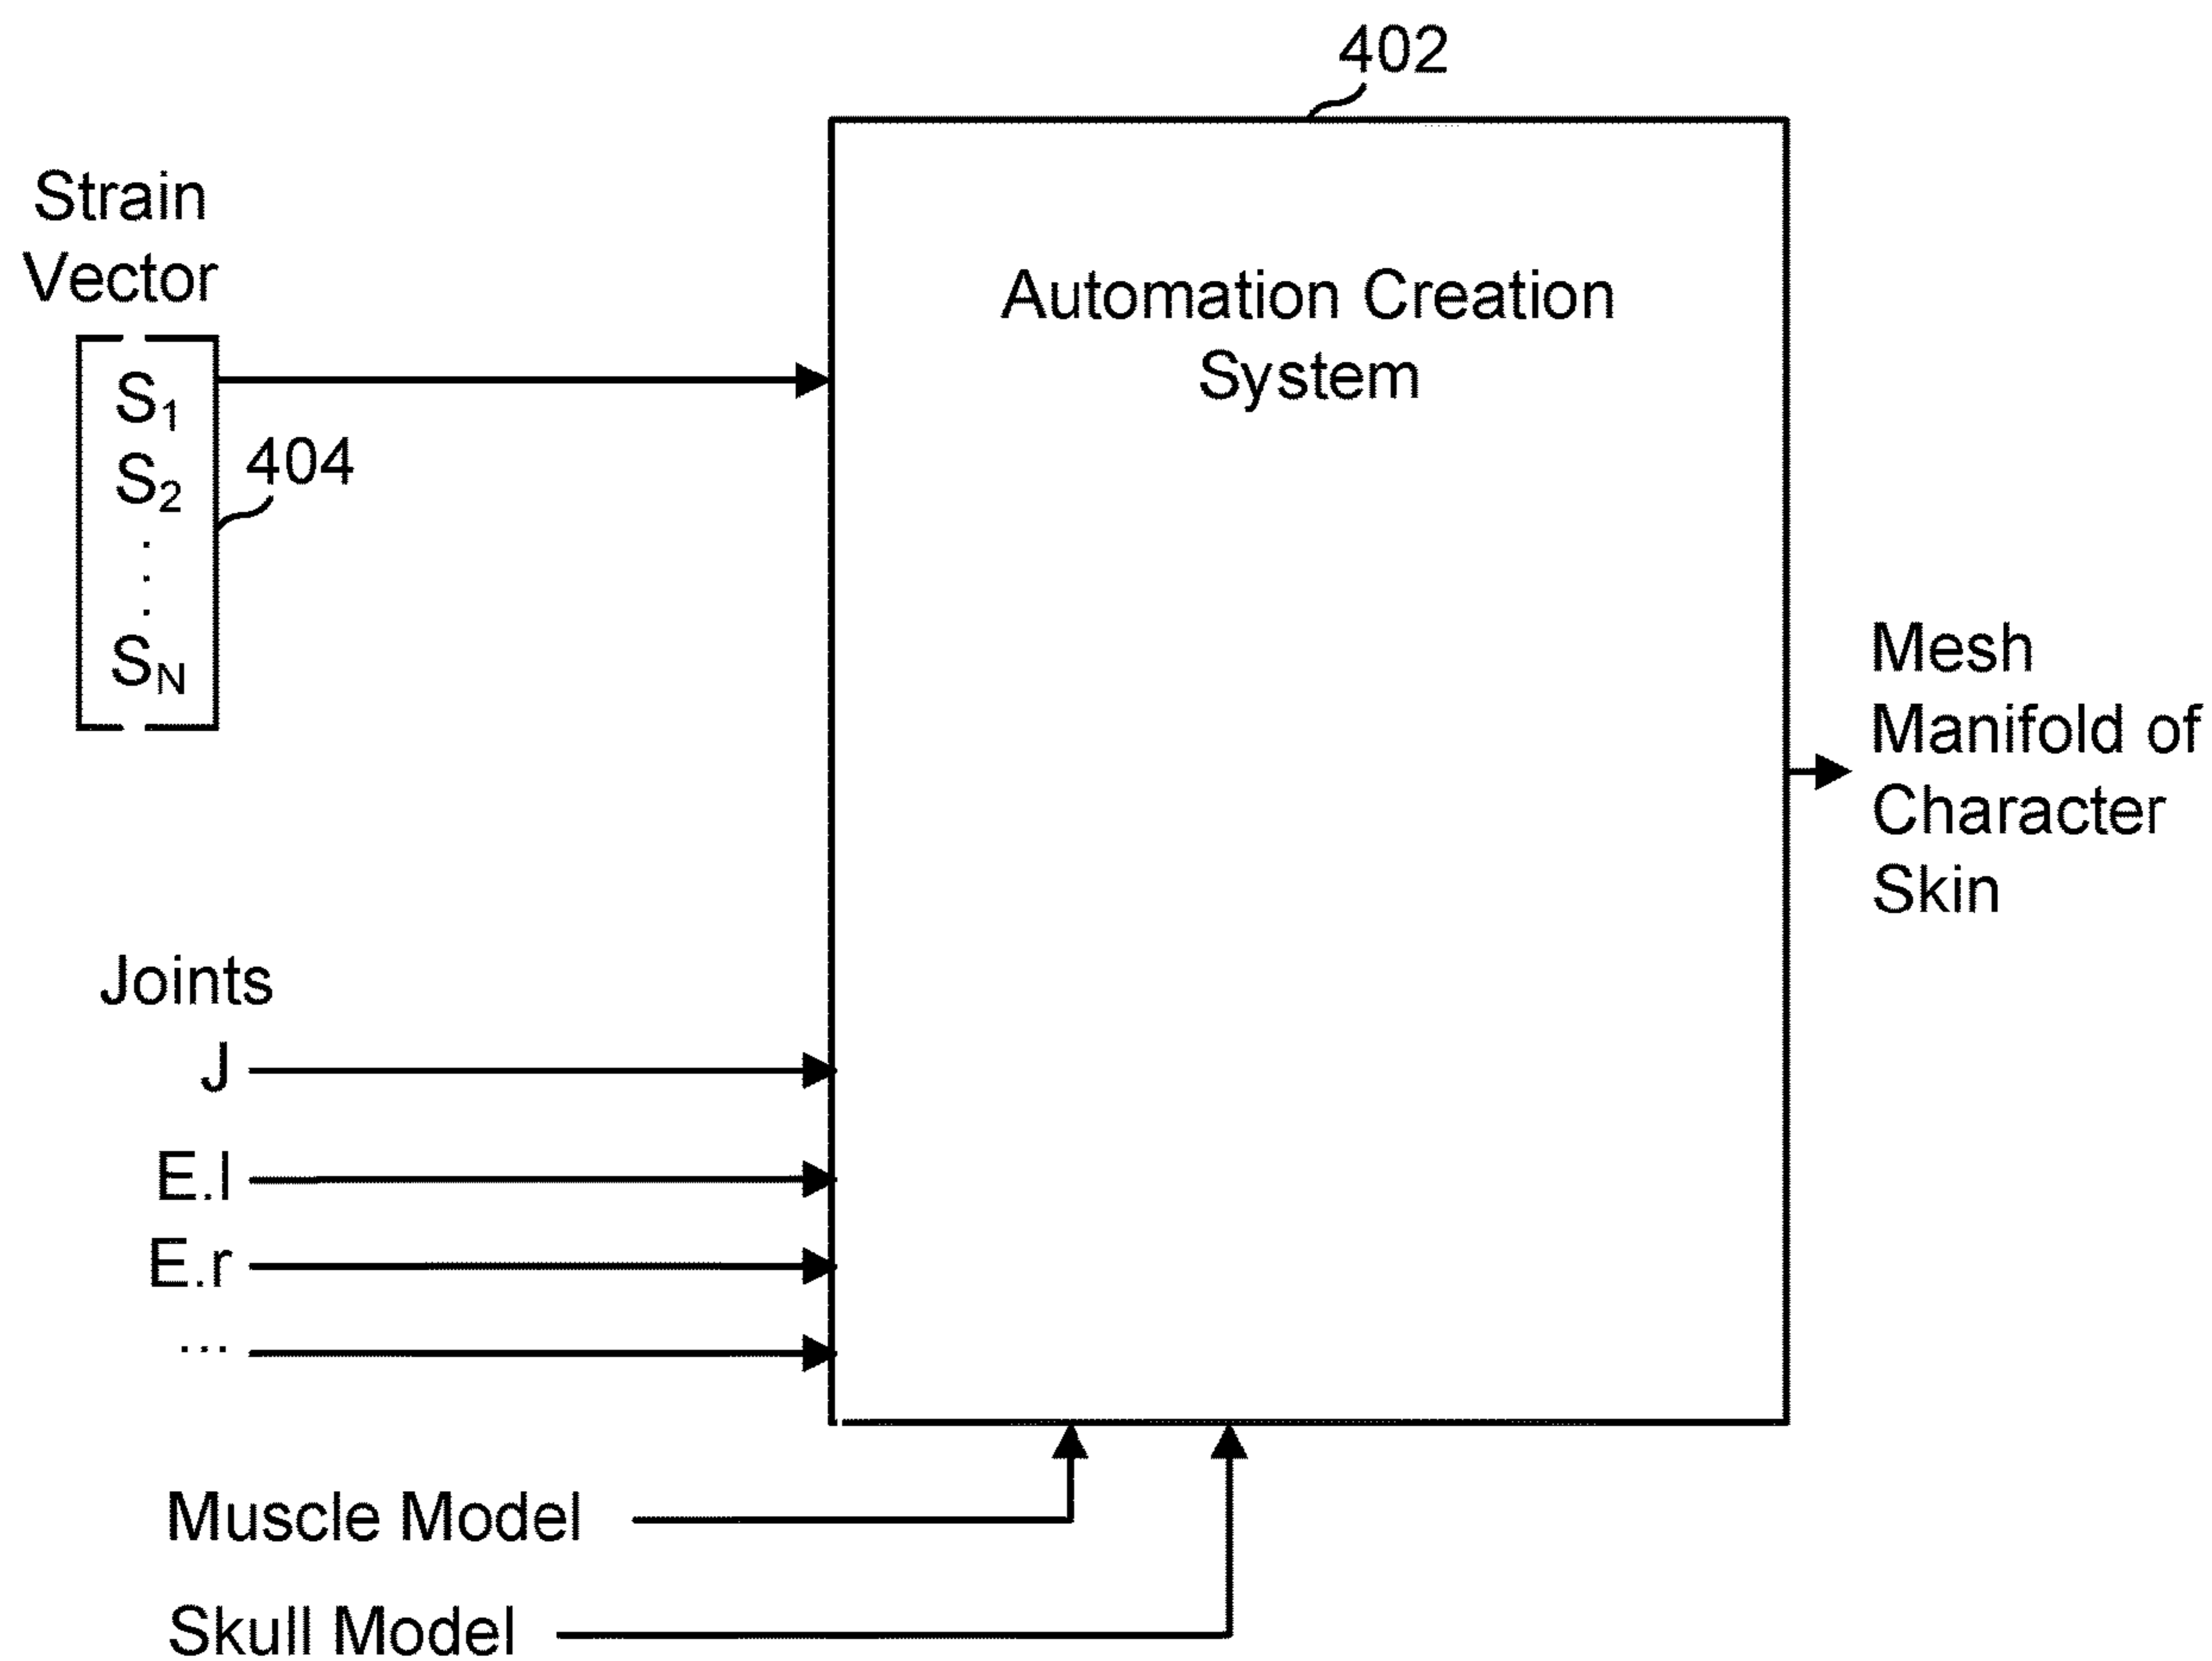 402
Strain
Vector
Automation Creation
System
S1
S2
404
.
.
.
SN
Mesh
Manifold of
Character
Skin
Joints
J
E.l
E.r
...
Muscle Model
Skull Model